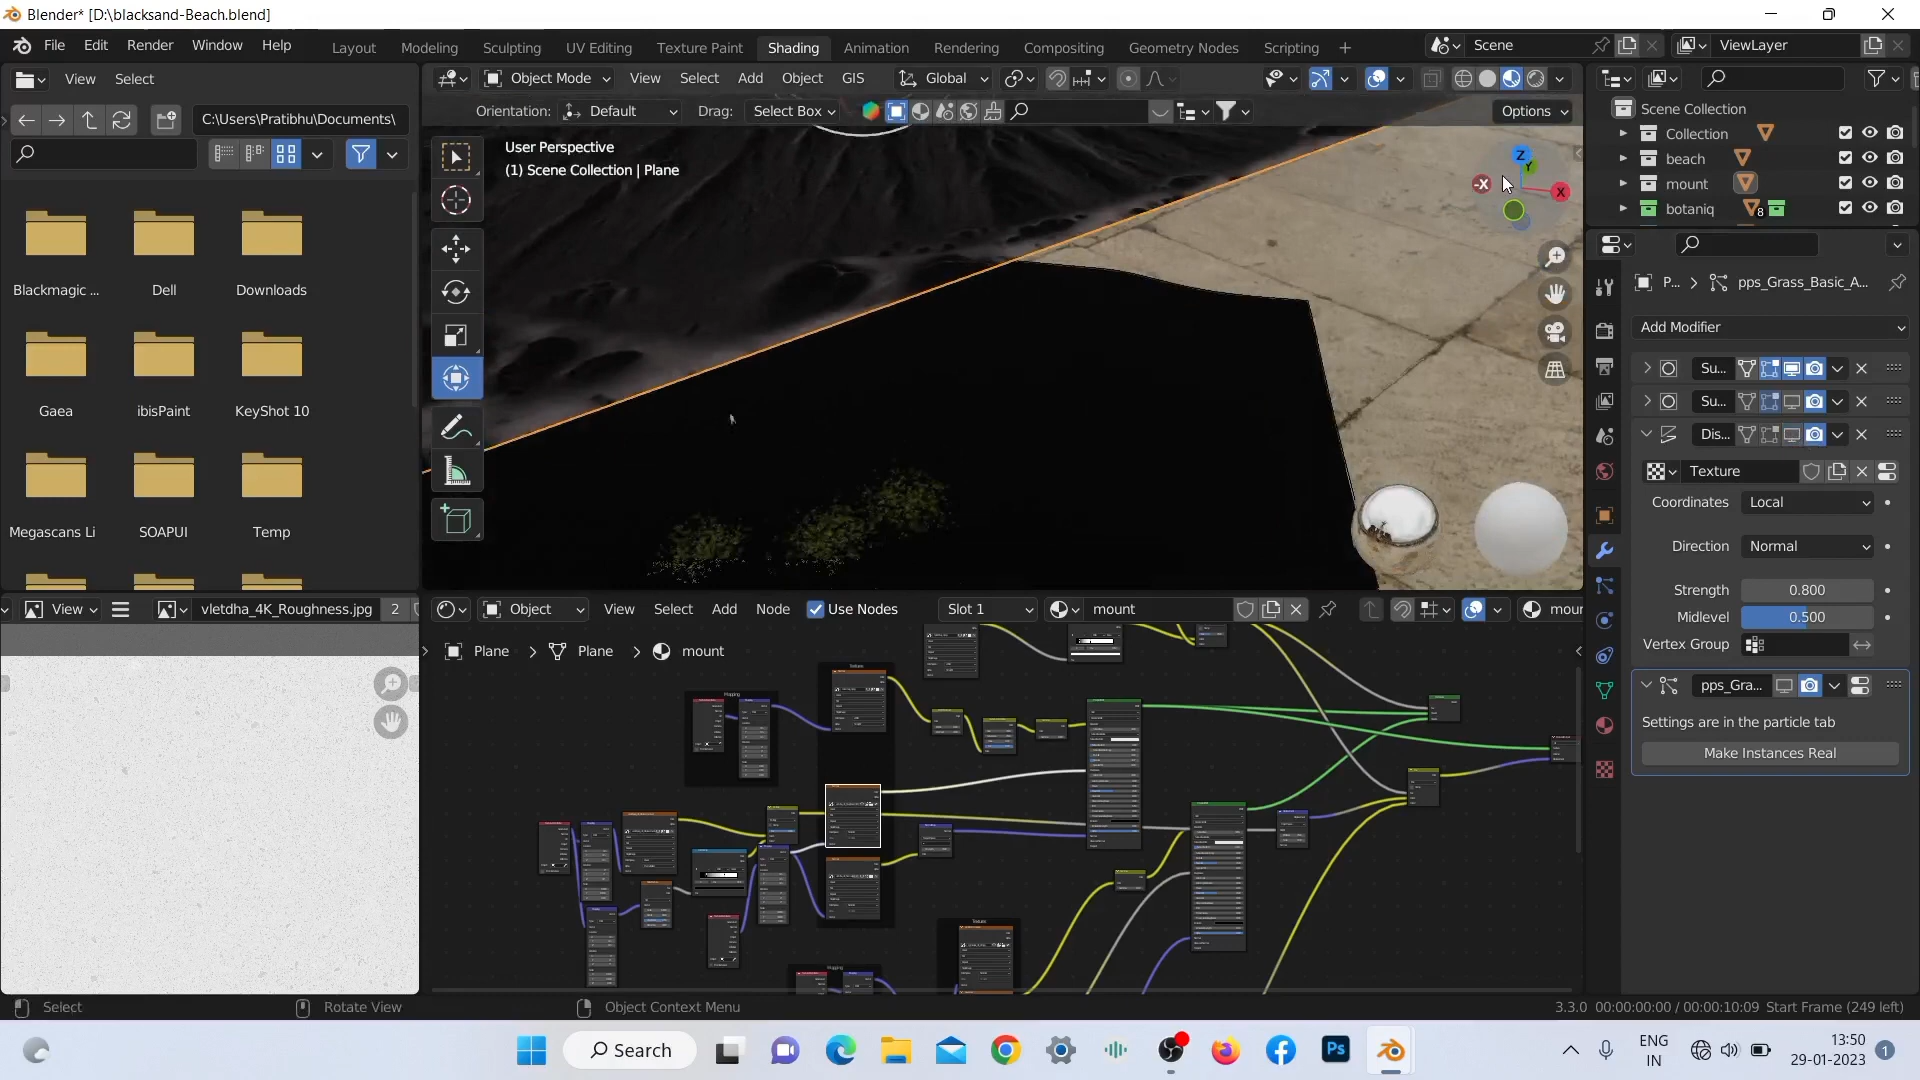 Blender* [D:\blacksand-Beach.blend]
File Edit Render Window Help
Layout Modeling Sculpting UV Editing Texture Paint Shading Animation Rendering Compositing Geometry Nodes Scripting
Scene
ViewLayer
View Select
Object Mode View Select Add Object GIS
Global
C:\Users\Pratibhu\Documents\
Orientation: Default Drag: Select Box
Options
User Perspective
(1) Scene Collection | Plane
Z
Y
-X
X
Scene Collection
Collection
beach
mount
botaniq
8
Blackmagic ... Dell Downloads
Gaea ibisPaint KeyShot 10
Megascans Li SOAPUI Temp
P... pps_Grass_Basic_A...
Add Modifier
Su...
Su...
Dis...
Texture
Coordinates Local
Direction Normal
Strength 0.800
Midlevel 0.500
Vertex Group
pps_Gra...
Settings are in the particle tab
Make Instances Real
View vletdha_4K_Roughness.jpg 2
Object View Select Add Node Use Nodes Slot 1 mount
mour
Plane Plane mount
Select Rotate View Object Context Menu
3.3.0 00:00:00:00 / 00:00:10:09 Start Frame (249 left)
Search
Ps
ENG
IN
13:50
29-01-2023
1